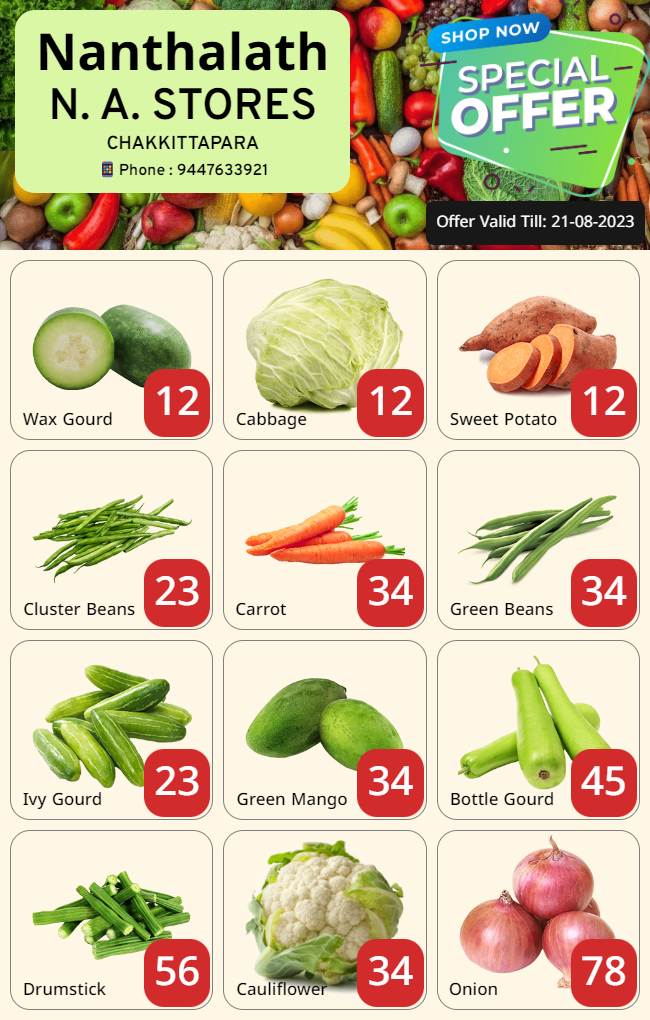 Nanthalath
N. A. STORES
CHAKKITTAPARA
Phone : 9447633921
SHOP NOW
SPECIAL
OFFER
Offer Valid Till: 21-08-2023
Wax Gourd
12
Cabbage
12
Sweet Potato
12
Cluster Beans
23
Carrot
34
Green Beans
34
Ivy Gourd
23
Green Mango
34
Bottle Gourd
45
Drumstick
56
Cauliflower
34
Onion
78